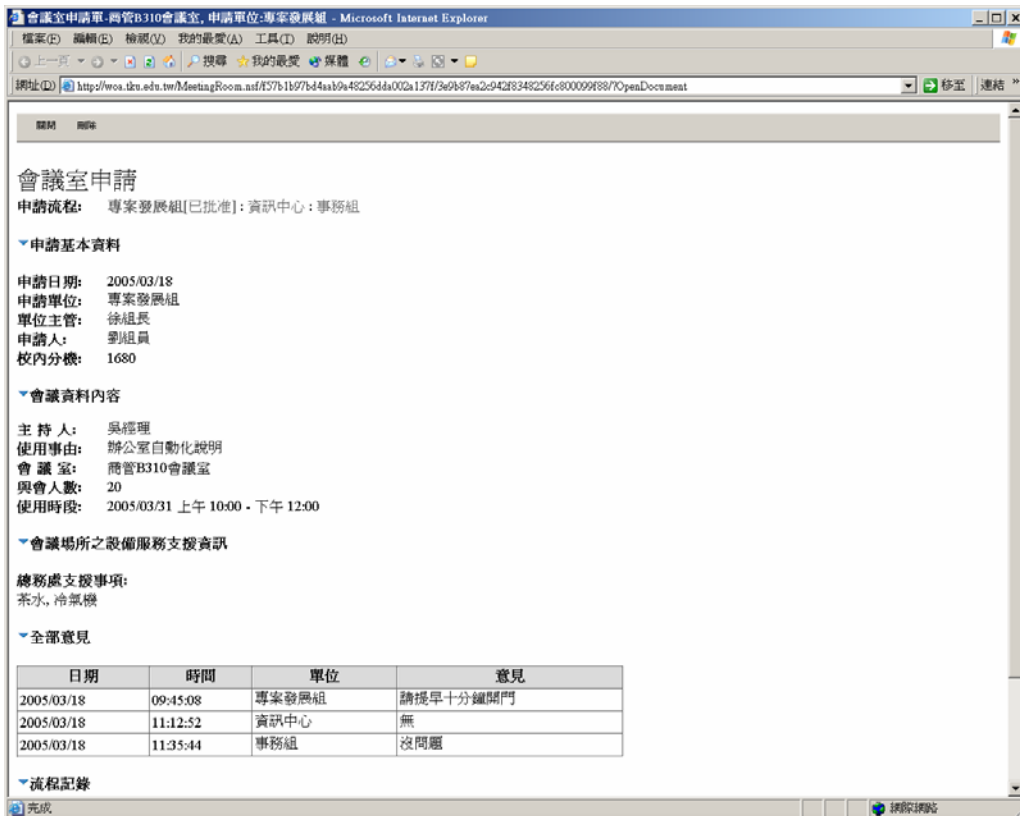 會議室申請單-商管B310會議室, 申請單位:專案發展組 - Microsoft Internet Explorer
檔案(F) 編輯(E) 檢視(V) 我的最愛(A) 工具(T) 說明(H)
上一頁 搜尋 我的最愛 媒體
網址(D) http://woa.tku.edu.tw/MeetingRoom.nsf/f57b1b97bd4aab9a48256dda002a137f/3e9b87ea2c942f8348256fc800099f88/?OpenDocument 移至 連結 »
關閉 刪除
會議室申請
申請流程: 專案發展組[已批准] : 資訊中心 : 事務組
申請基本資料
申請日期: 2005/03/18
申請單位: 專案發展組
單位主管: 徐組長
申請人: 劉組員
校內分機: 1680
會議資料內容
主 持 人: 吳經理
使用事由: 辦公室自動化說明
會 議 室: 商管B310會議室
與會人數: 20
使用時段: 2005/03/31 上午 10:00 - 下午 12:00
會議場所之設備服務支援資訊
總務處支援事項:
茶水, 冷氣機
全部意見
日期 時間 單位 意見
2005/03/18 09:45:08 專案發展組 請提早十分鐘開門
2005/03/18 11:12:52 資訊中心 無
2005/03/18 11:35:44 事務組 沒問題
流程記錄
完成 網際網路